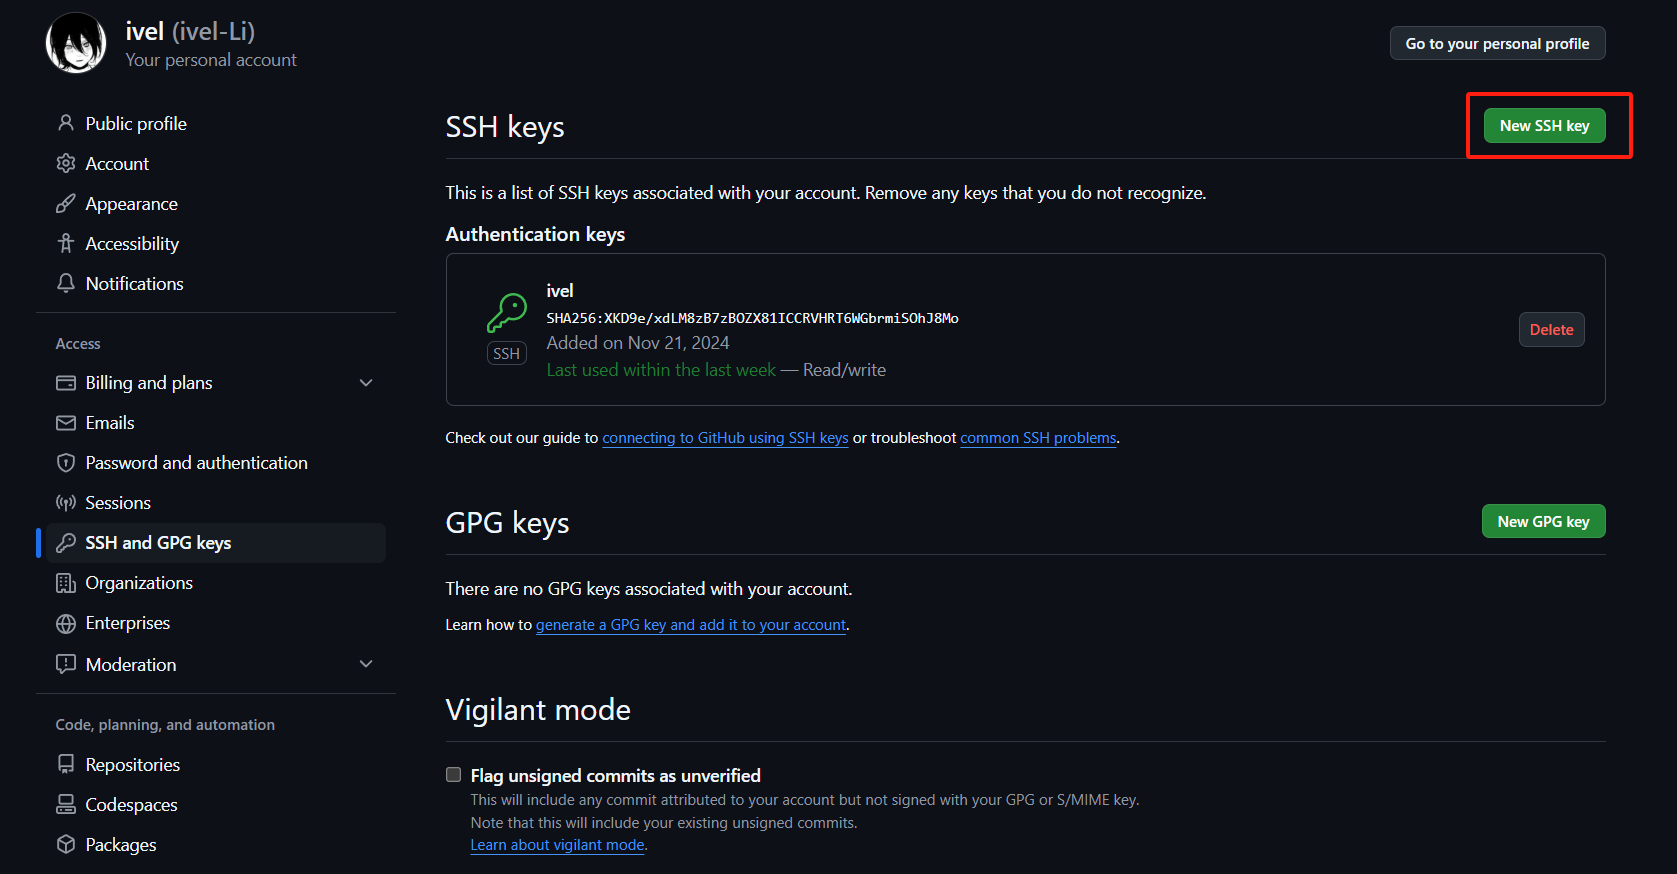 ivel (ivel-Li)
Your personal account
Go to your personal profile
Public profile
Account
Appearance
Accessibility
Notifications
Access
Billing and plans
Emails
Password and authentication
Sessions
SSH and GPG keys
Organizations
Enterprises
Moderation
Code, planning, and automation
Repositories
Codespaces
Packages
SSH keys
New SSH key
This is a list of SSH keys associated with your account. Remove any keys that you do not recognize.
Authentication keys
ivel
SHA256:XKD9e/xdLM8zB7zBOZX81ICCRVHRT6WGbrmiSOhJ8Mo
Added on Nov 21, 2024
Last used within the last week — Read/write
SSH
Delete
Check out our guide to connecting to GitHub using SSH keys or troubleshoot common SSH problems.
GPG keys
New GPG key
There are no GPG keys associated with your account.
Learn how to generate a GPG key and add it to your account.
Vigilant mode
Flag unsigned commits as unverified
This will include any commit attributed to your account but not signed with your GPG or S/MIME key.
Note that this will include your existing unsigned commits.
Learn about vigilant mode.